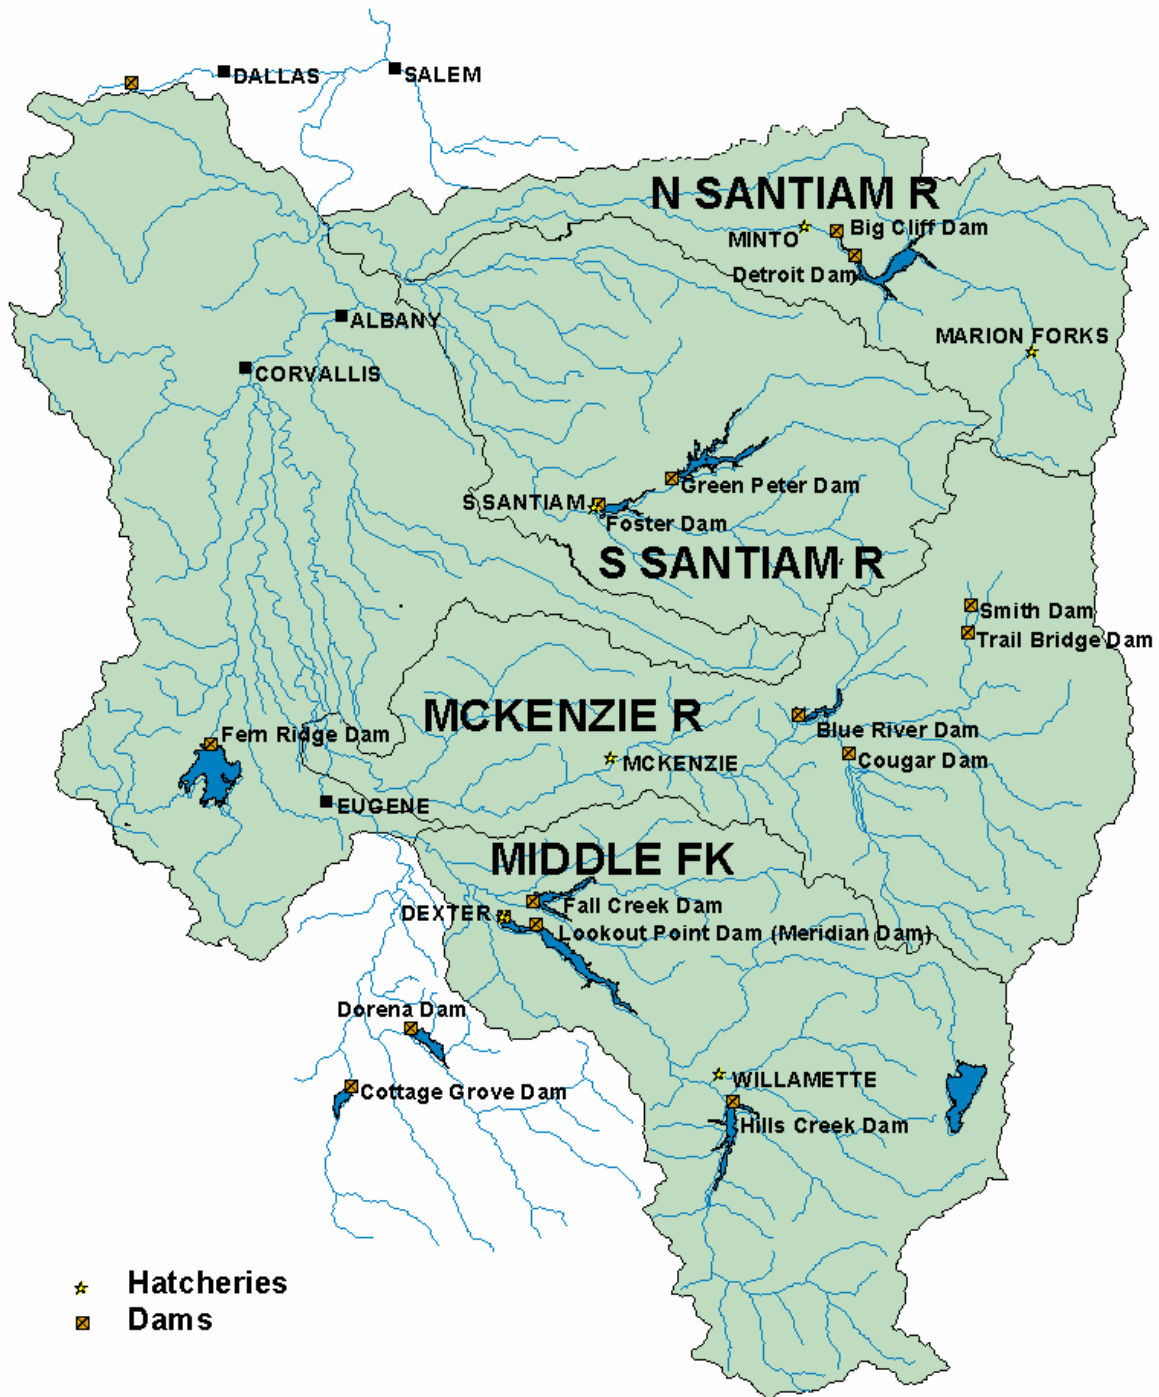 DALLAS
SALEM
N SANTIAM R
MINTO
Big Cliff Dam
Detroit Dam
ALBANY
MARION FORKS
CORVALLIS
Green Peter Dam
S SANTIAM
Foster Dam
S SANTIAM R
Smith Dam
Trail Bridge Dam
MCKENZIE R
Fern Ridge Dam
Blue River Dam
MCKENZIE
Cougar Dam
EUGENE
MIDDLE FK
DEXTER
Fall Creek Dam
Lookout Point Dam (Meridian Dam)
Dorena Dam
WILLAMETTE
Cottage Grove Dam
Hills Creek Dam
Hatcheries
Dams